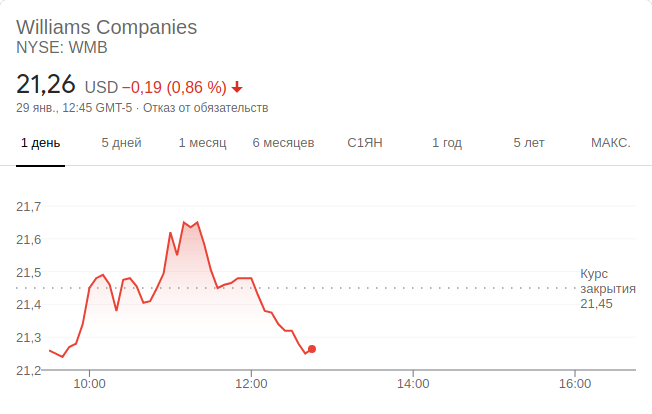 Williams Companies
NYSE: WMB
21,26 USD −0,19 (0,86 %)
29 янв., 12:45 GMT-5 · Отказ от обязательств
1 день 5 дней 1 месяц 6 месяцев С1ЯН 1 год 5 лет МАКС.
21,7
21,6
21,5
Курс
закрытия
21,45
21,4
21,3
21,2
10:00 12:00 14:00 16:00